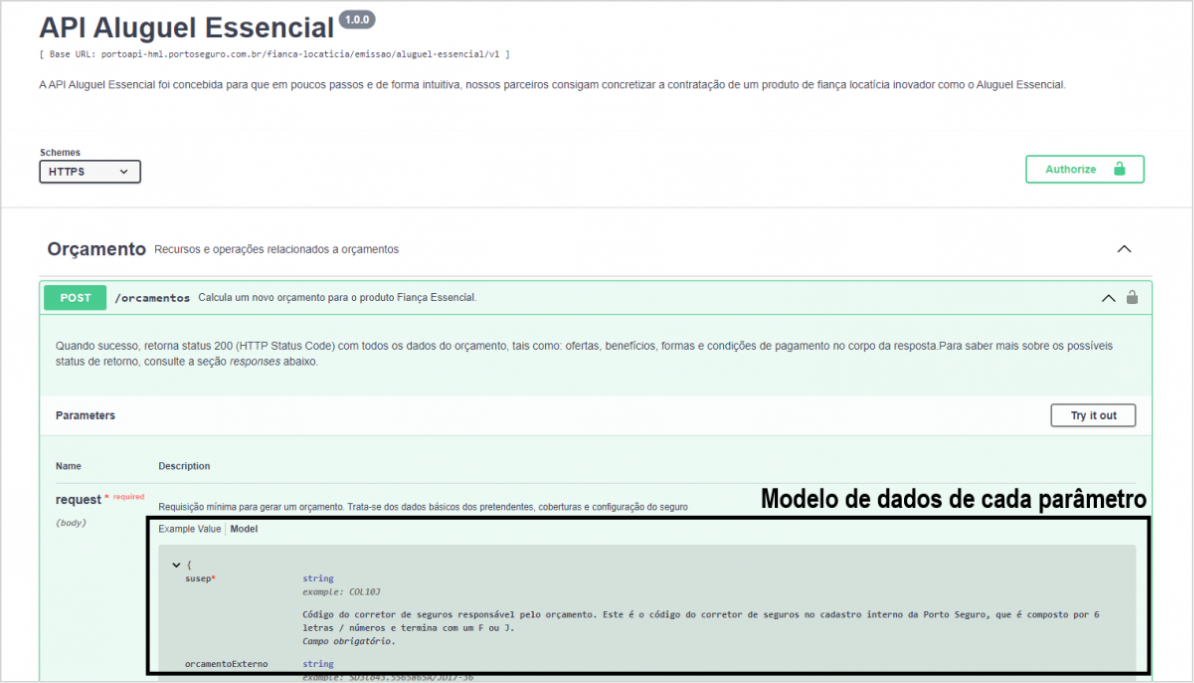 API Aluguel Essencial 1.0.0
[ Base URL: portoapi-hml.portoseguro.com.br/fianca-locaticia/emissao/aluguel-essencial/v1 ]
A API Aluguel Essencial foi concebida para que em poucos passos e de forma intuitiva, nossos parceiros consigam concretizar a contratação de um produto de fiança locatícia inovador como o Aluguel Essencial.
Schemes
HTTPS
Authorize
Orçamento Recursos e operações relacionados a orçamentos
POST /orcamentos Calcula um novo orçamento para o produto Fiança Essencial.
Quando sucesso, retorna status 200 (HTTP Status Code) com todos os dados do orçamento, tais como: ofertas, benefícios, formas e condições de pagamento no corpo da resposta.Para saber mais sobre os possíveis
status de retorno, consulte a seção responses abaixo.
Parameters
Try it out
Name Description
request * required
(body)
Requisição mínima para gerar um orçamento. Trata-se dos dados básicos dos pretendentes, coberturas e configuração do seguro
Modelo de dados de cada parâmetro
Example Value Model
{
susep* string
example: COL10J
Código do corretor de seguros responsável pelo orçamento. Este é o código do corretor de seguros no cadastro interno da Porto Seguro, que é composto por 6
letras / números e termina com um F ou J.
Campo obrigatório.
orcamentoExterno string
example: